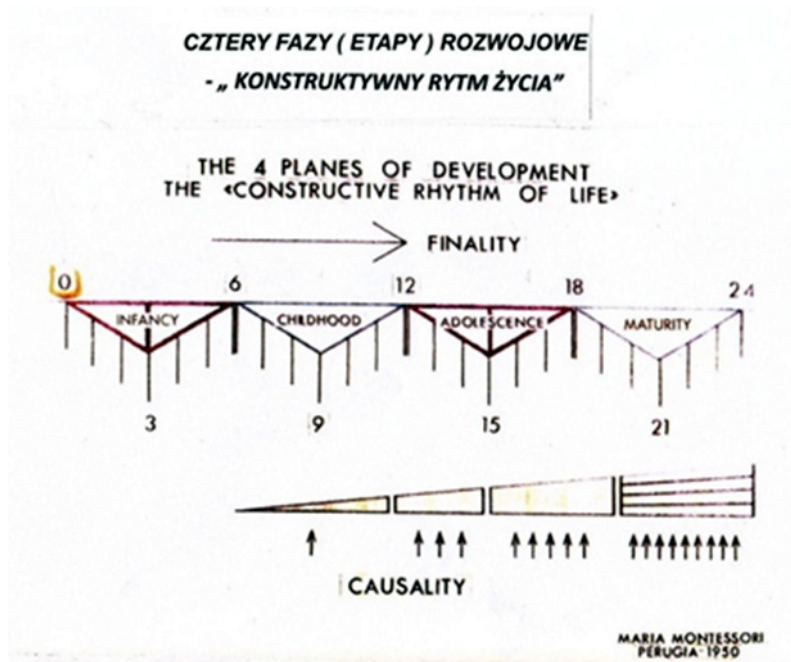 CZTERY FAZY ( ETAPY ) ROZWOJOWE
- „ KONSTRUKTYWNY RYTM ŻYCIA”
THE 4 PLANES OF DEVELOPMENT
THE «CONSTRUCTIVE RHYTHM OF LIFE»
FINALITY
0 6 12 18 24
INFANCY CHILDHOOD ADOLESCENCE MATURITY
3 9 15 21
CAUSALITY
MARIA MONTESSORI
PERUGIA-1950